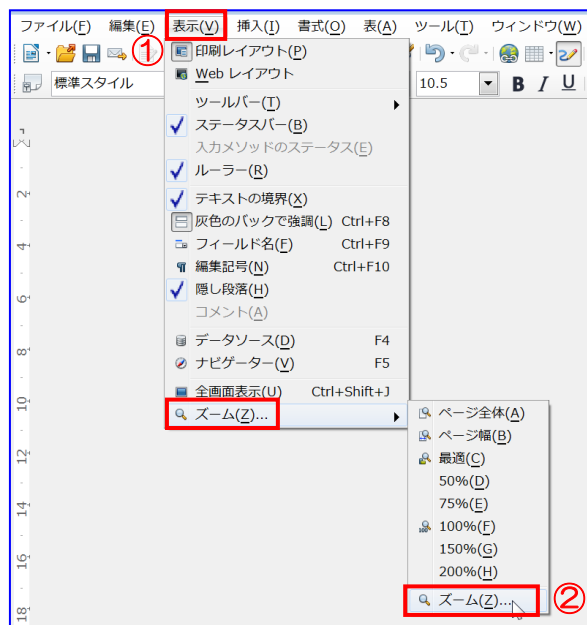 ファイル(F) 編集(E) 表示(V) 挿入(I) 書式(O) 表(A) ツール(T) ウィンドウ(W)
①
標準スタイル 10.5 B I U
印刷レイアウト(P)
Web レイアウト
ツールバー(T)
ステータスバー(B)
入力メソッドのステータス(E)
ルーラー(R)
テキストの境界(X)
灰色のバックで強調(L) Ctrl+F8
フィールド名(F) Ctrl+F9
編集記号(N) Ctrl+F10
隠し段落(H)
コメント(A)
データソース(D) F4
ナビゲーター(V) F5
全画面表示(U) Ctrl+Shift+J
ズーム(Z)...
ページ全体(A)
ページ幅(B)
最適(C)
50%(D)
75%(E)
100%(F)
150%(G)
200%(H)
ズーム(Z)...
②
2
4
6
8
10
12
14
16
18